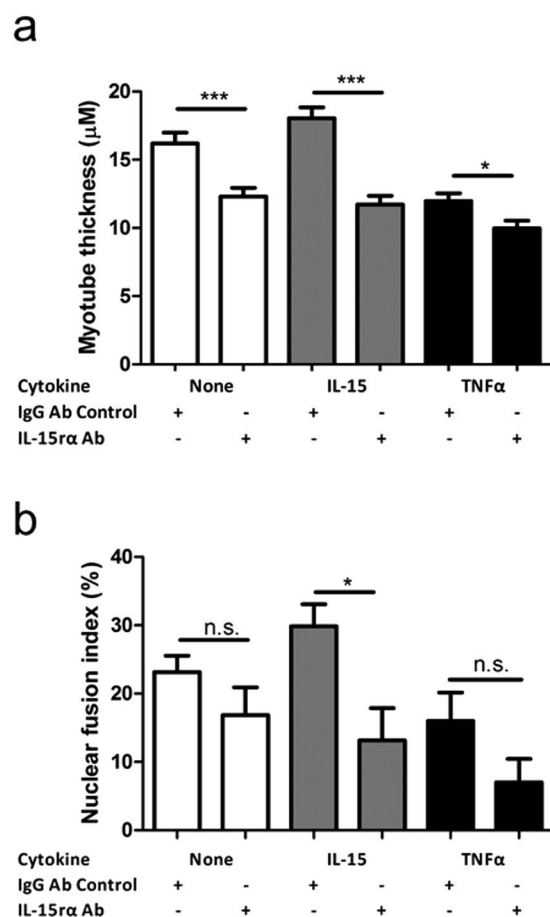 a
Myotube thickness (μM)
20
15
10
5
0
*** *** *
Cytokine None IL-15 TNFα
IgG Ab Control + - + - + -
IL-15rα Ab - + - + - +
b
Nuclear fusion index (%)
40
30
20
10
0
n.s. * n.s.
Cytokine None IL-15 TNFα
IgG Ab Control + - + - + -
IL-15rα Ab - + - + - +